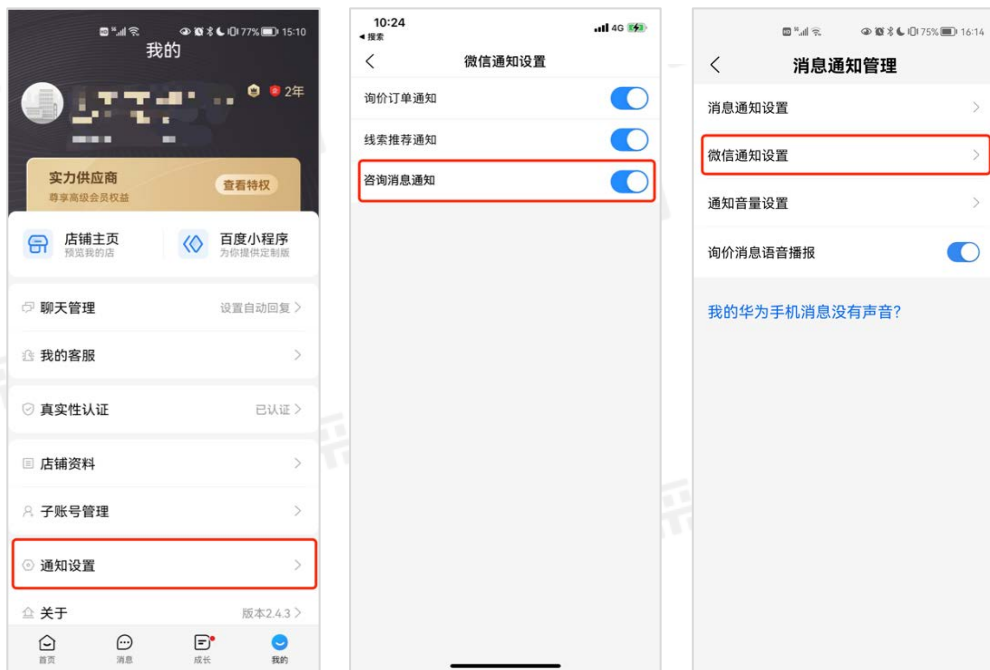 77% 15:10
我的
2年
实力供应商
尊享高级会员权益
查看特权
店铺主页
预览我的店
百度小程序
为你提供定制版
聊天管理
设置自动回复
我的客服
真实性认证
已认证
店铺资料
子账号管理
通知设置
关于
版本2.4.3
首页
消息
成长
我的
10:24
搜索
4G
微信通知设置
询价订单通知
线索推荐通知
咨询消息通知
75% 16:14
消息通知管理
消息通知设置
微信通知设置
通知音量设置
询价消息语音播报
我的华为手机消息没有声音?
采